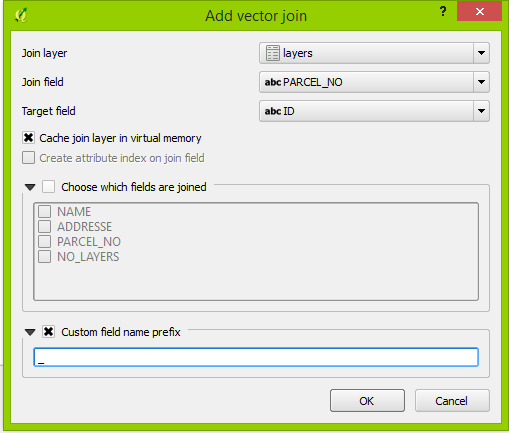 Add vector join
?
Join layer
layers
Join field
abc PARCEL_NO
Target field
abc ID
Cache join layer in virtual memory
Create attribute index on join field
Choose which fields are joined
NAME
ADDRESSE
PARCEL_NO
NO_LAYERS
Custom field name prefix
_
OK
Cancel